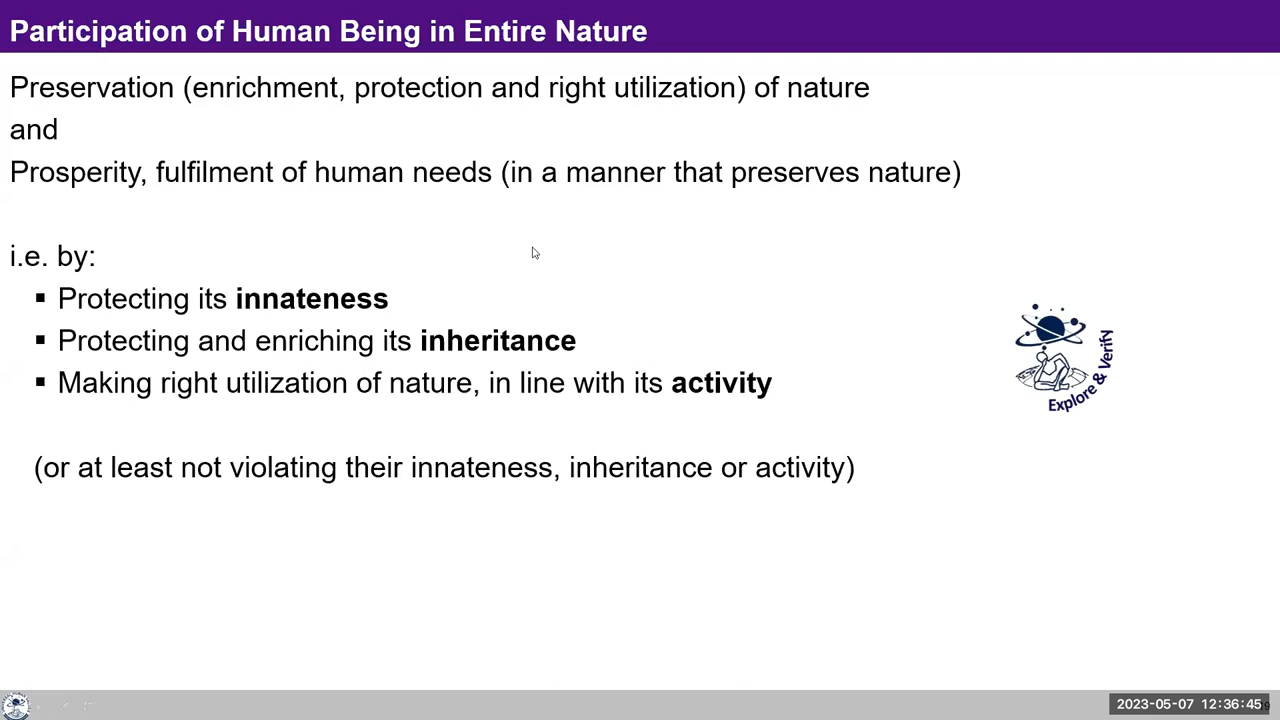 Participation of Human Being in Entire Nature
Preservation (enrichment, protection and right utilization) of nature
and
Prosperity, fulfilment of human needs (in a manner that preserves nature)
i.e. by:
▪ Protecting its innateness
▪ Protecting and enriching its inheritance
▪ Making right utilization of nature, in line with its activity
(or at least not violating their innateness, inheritance or activity)
Explore & Verify
2023-05-07 12:36:45